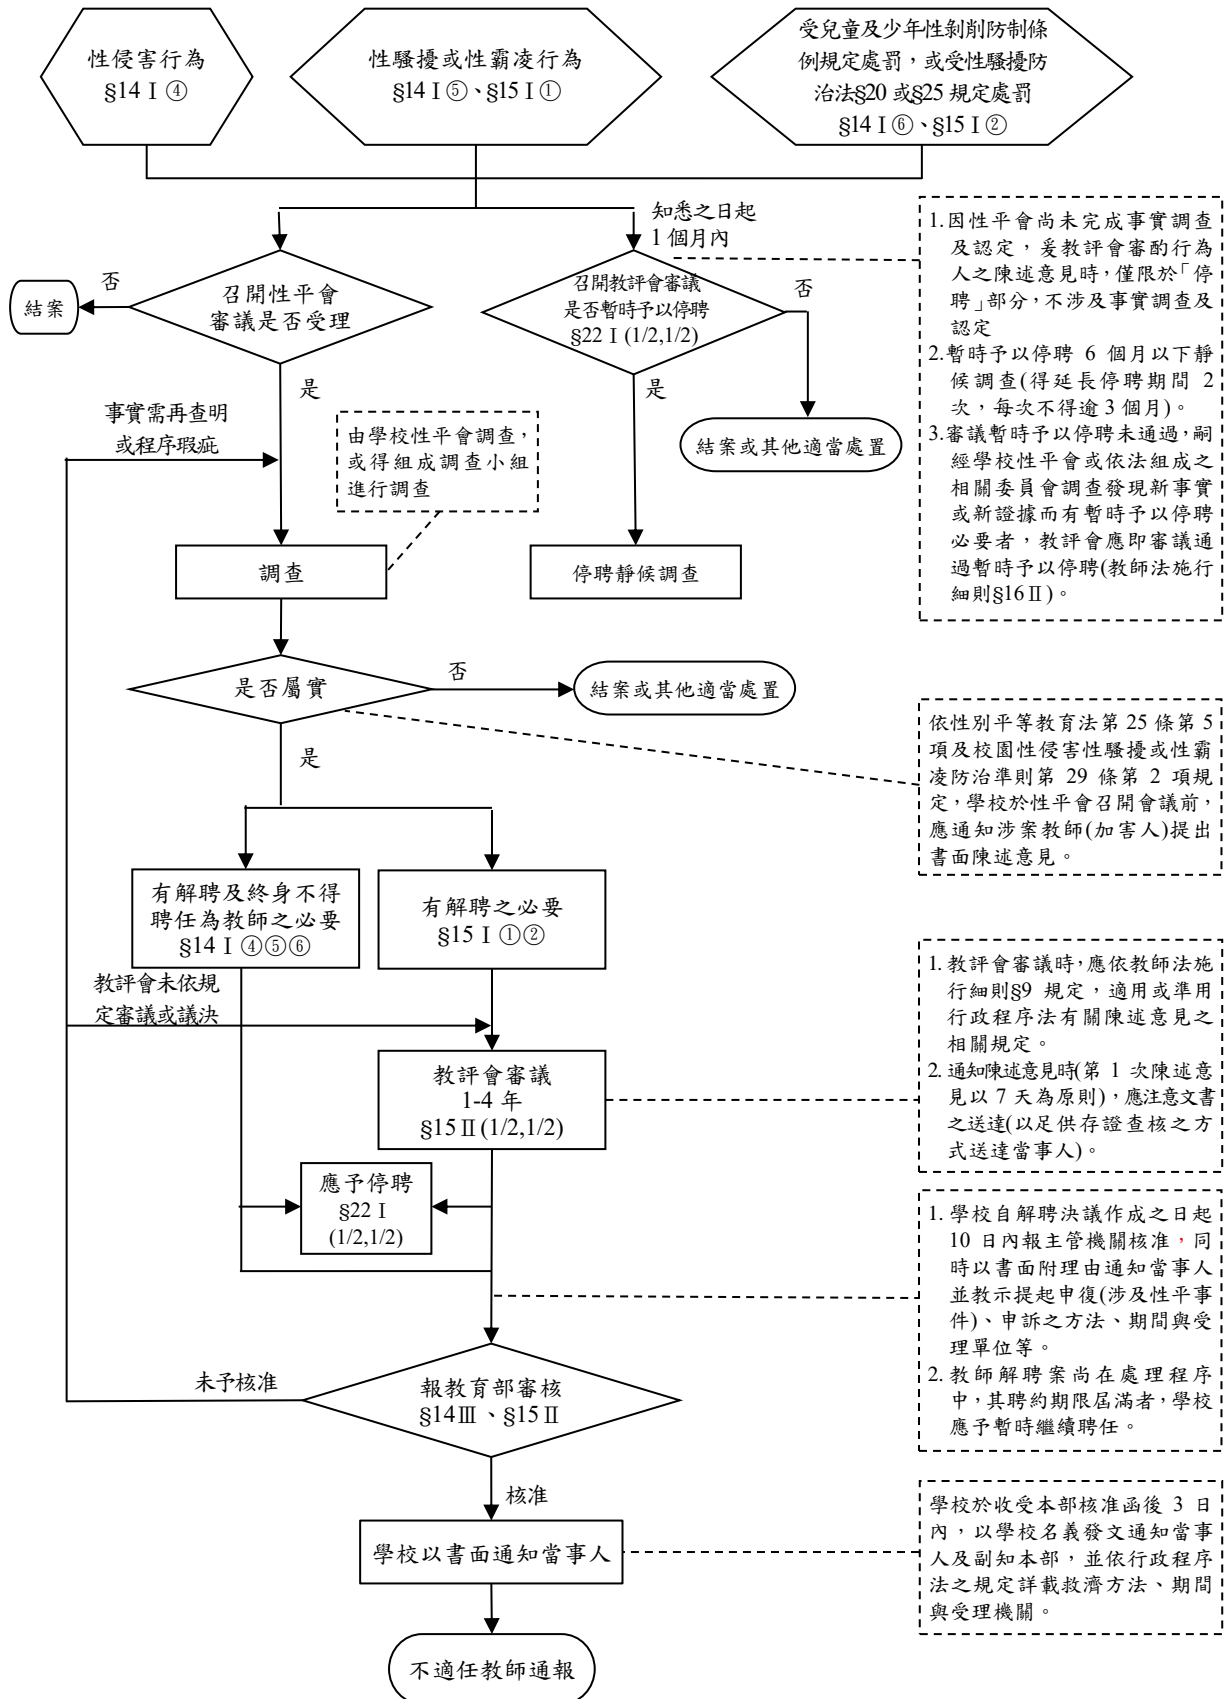 性侵害行為
§14 I ④
性騷擾或性霸凌行為
§14 I ⑤、§15 I ①
受兒童及少年性剝削防制條
例規定處罰，或受性騷擾防
治法§20 或§25 規定處罰
§14 I ⑥、§15 I ②
知悉之日起
1 個月內
否
結案
召開性平會
審議是否受理
召開教評會審議
是否暫時予以停聘
§22 I (1/2,1/2)
否
1.因性平會尚未完成事實調查
及認定，爰教評會審酌行為
人之陳述意見時，僅限於「停
聘」部分，不涉及事實調查及
認定
2.暫時予以停聘 6 個月以下靜
候調查(得延長停聘期間 2
次，每次不得逾 3 個月)。
3.審議暫時予以停聘未通過，嗣
經學校性平會或依法組成之
相關委員會調查發現新事實
或新證據而有暫時予以停聘
必要者，教評會應即審議通
過暫時予以停聘(教師法施行
細則§16Ⅱ)。
是
是
事實需再查明
或程序瑕疵
由學校性平會調查，
或得組成調查小組
進行調查
結案或其他適當處置
調查
停聘靜候調查
是否屬實
否
結案或其他適當處置
是
依性別平等教育法第 25 條第 5
項及校園性侵害性騷擾或性霸
凌防治準則第 29 條第 2 項規
定，學校於性平會召開會議前，
應通知涉案教師(加害人)提出
書面陳述意見。
有解聘及終身不得
聘任為教師之必要
§14 I ④⑤⑥
有解聘之必要
§15 I ①②
教評會未依規
定審議或議決
教評會審議
1-4 年
§15Ⅱ(1/2,1/2)
1. 教評會審議時，應依教師法施
行細則§9 規定，適用或準用
行政程序法有關陳述意見之
相關規定。
2. 通知陳述意見時(第 1 次陳述意
見以 7 天為原則)，應注意文書
之送達(以足供存證查核之方
式送達當事人)。
應予停聘
§22 I
(1/2,1/2)
1. 學校自解聘決議作成之日起
10 日內報主管機關核准，同
時以書面附理由通知當事人
並教示提起申復(涉及性平事
件)、申訴之方法、期間與受
理單位等。
2. 教師解聘案尚在處理程序
中，其聘約期限屆滿者，學校
應予暫時繼續聘任。
未予核准
報教育部審核
§14Ⅲ、§15Ⅱ
核准
學校以書面通知當事人
學校於收受本部核准函後 3 日
內，以學校名義發文通知當事
人及副知本部，並依行政程序
法之規定詳載救濟方法、期間
與受理機關。
不適任教師通報